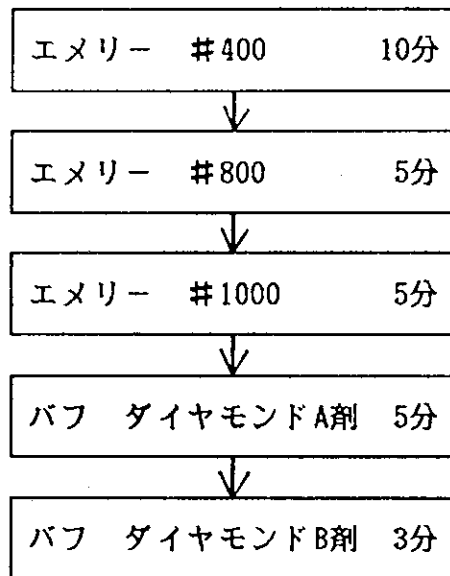 エメリー ＃400 10分
エメリー ＃800 5分
エメリー ＃1000 5分
バフ ダイヤモンドA剤 5分
バフ ダイヤモンドB剤 3分